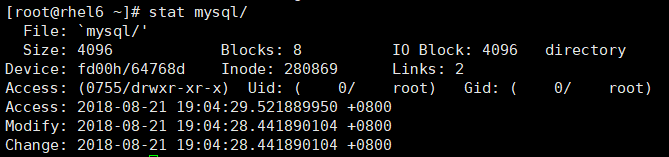 [root@rhel6 ~]# stat mysql/
  File: `mysql/'
  Size: 4096            Blocks: 8          IO Block: 4096   directory
Device: fd00h/64768d    Inode: 280869      Links: 2
Access: (0755/drwxr-xr-x)  Uid: (    0/    root)   Gid: (    0/    root)
Access: 2018-08-21 19:04:29.521889950 +0800
Modify: 2018-08-21 19:04:28.441890104 +0800
Change: 2018-08-21 19:04:28.441890104 +0800